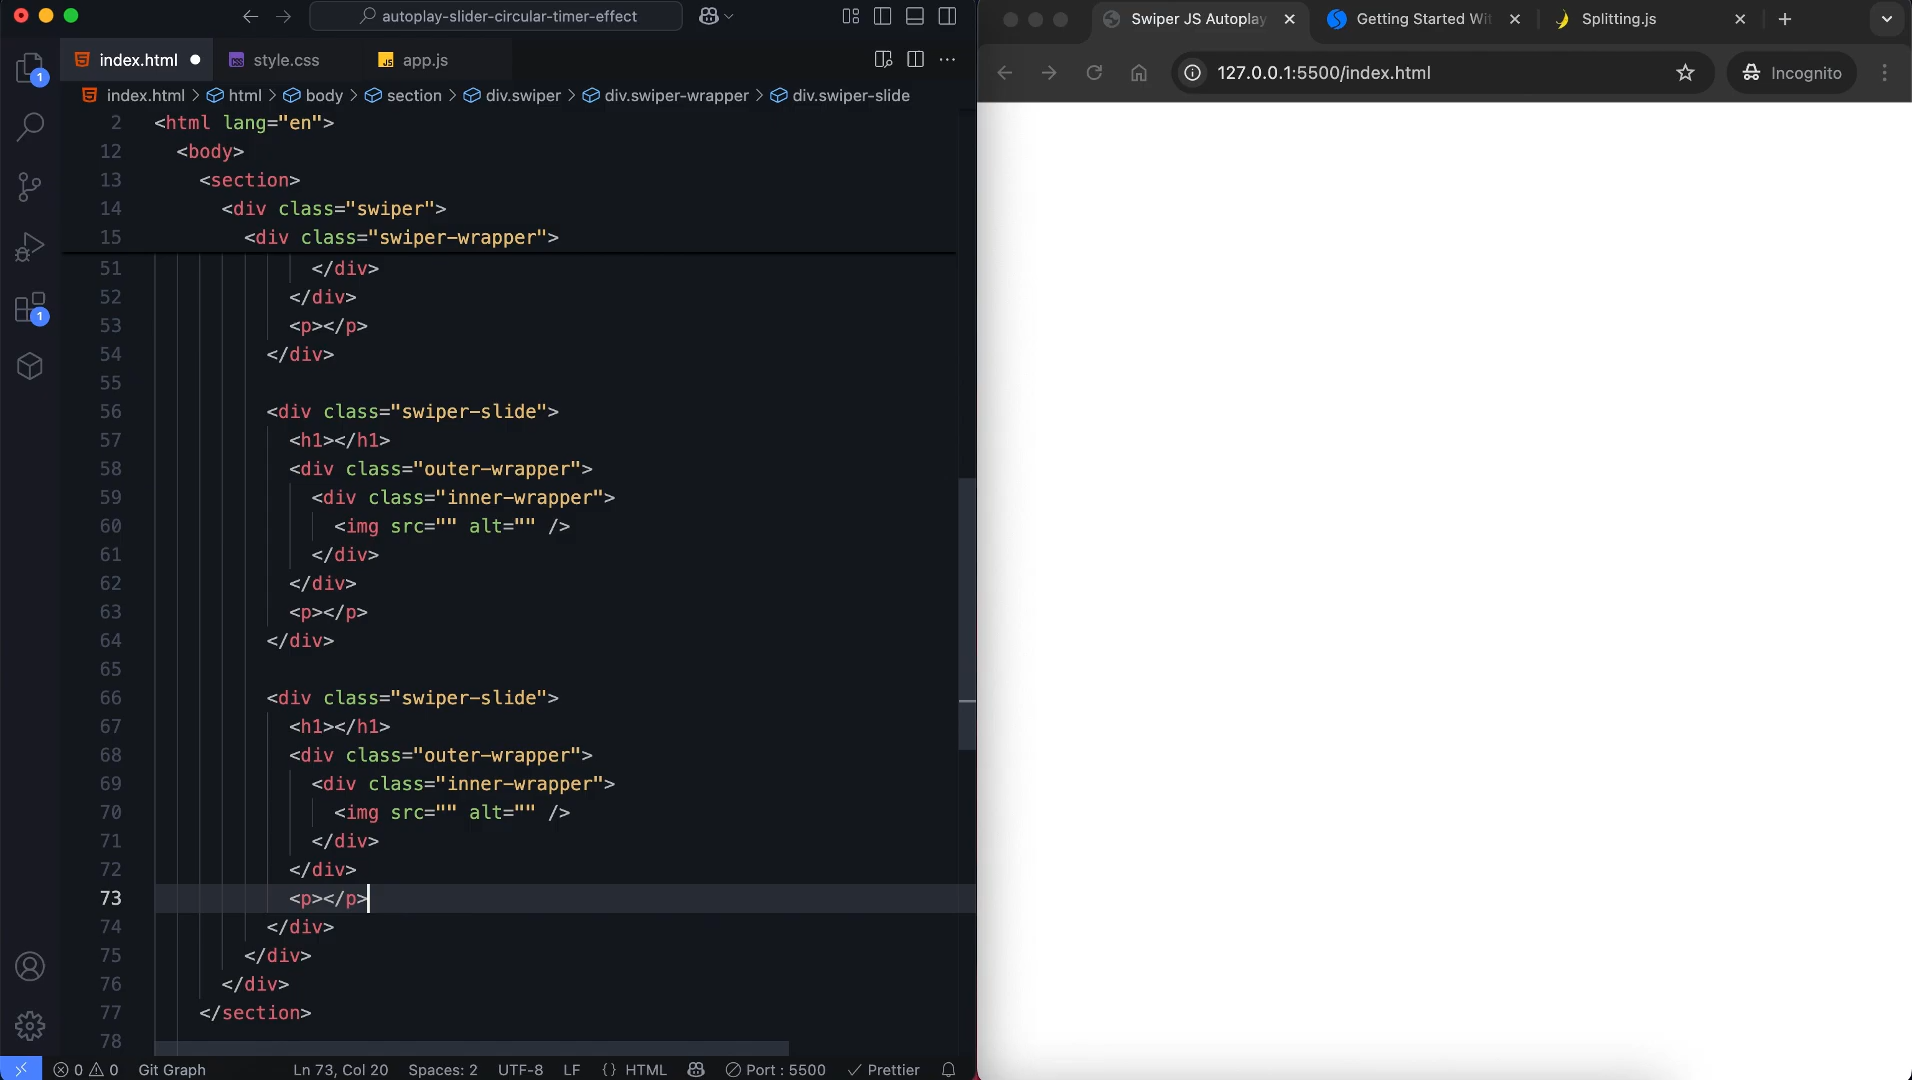 autoplay-slider-circular-timer-effect
index.html
style.css
JS
app.js
1
index.html > html > body > section > div.swiper > div.swiper-wrapper > div.swiper-slide
2 <html lang="en">
12 <body>
13 <section>
14 <div class="swiper">
15 <div class="swiper-wrapper">
51 </div>
52 </div>
53 <p></p>
54 </div>
55
56 <div class="swiper-slide">
57 <h1></h1>
58 <div class="outer-wrapper">
59 <div class="inner-wrapper">
60 <img src="" alt="" />
61 </div>
62 </div>
63 <p></p>
64 </div>
65
66 <div class="swiper-slide">
67 <h1></h1>
68 <div class="outer-wrapper">
69 <div class="inner-wrapper">
70 <img src="" alt="" />
71 </div>
72 </div>
73 <p></p>
74 </div>
75 </div>
76 </div>
77 </section>
78
1
0 0 Git Graph Ln 73, Col 20 Spaces: 2 UTF-8 LF {} HTML Port : 5500 Prettier
Swiper JS Autoplay
Getting Started Wit
Splitting.js
127.0.0.1:5500/index.html
Incognito